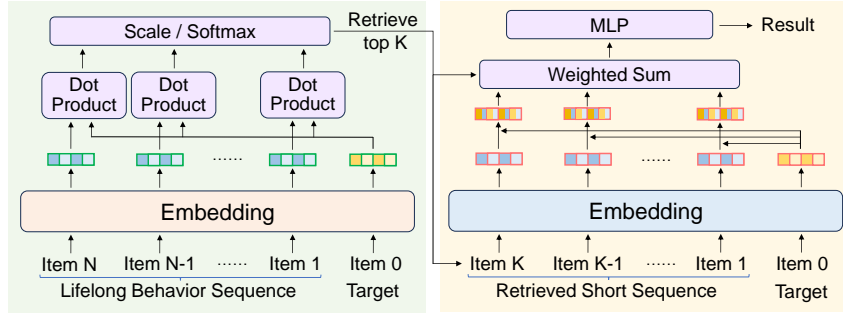 Scale / Softmax
Retrieve
top K
Dot
Product
Dot
Product
Dot
Product
......
Embedding
Item N
Item N-1
......
Item 1
Item 0
Lifelong Behavior Sequence
Target
MLP
Result
Weighted Sum
......
Embedding
Item K
Item K-1
......
Item 1
Item 0
Retrieved Short Sequence
Target